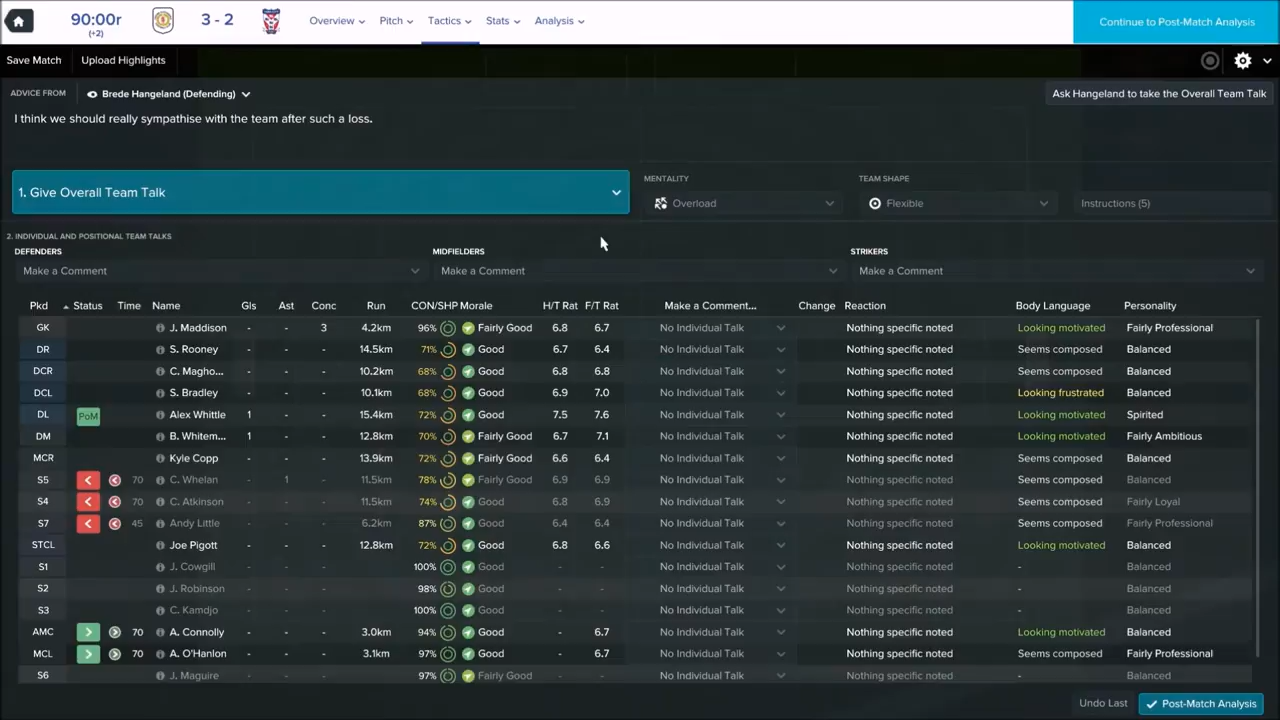 90:00r
(+2)
3 - 2
Overview Pitch Tactics Stats Analysis
Continue to Post-Match Analysis
Save Match Upload Highlights
ADVICE FROM Brede Hangeland (Defending)
Ask Hangeland to take the Overall Team Talk
I think we should really sympathise with the team after such a loss.
1. Give Overall Team Talk
MENTALITY TEAM SHAPE
Overload Flexible Instructions (5)
2. INDIVIDUAL AND POSITIONAL TEAM TALKS
DEFENDERS MIDFIELDERS STRIKERS
Make a Comment Make a Comment Make a Comment
Pkd Status Time Name Gls Ast Conc Run CON/SHP Morale H/T Rat F/T Rat Make a Comment... Change Reaction Body Language Personality
GK J. Maddison - - 3 4.2km 96% Fairly Good 6.8 6.7 No Individual Talk Nothing specific noted Looking motivated Fairly Professional
DR S. Rooney - - - 14.5km 71% Good 6.7 6.4 No Individual Talk Nothing specific noted Seems composed Balanced
DCR C. Magho... - - - 10.2km 68% Good 6.8 6.8 No Individual Talk Nothing specific noted Seems composed Balanced
DCL S. Bradley - - - 10.1km 68% Good 6.9 7.0 No Individual Talk Nothing specific noted Looking frustrated Balanced
DL PoM Alex Whittle 1 - - 15.4km 72% Good 7.5 7.6 No Individual Talk Nothing specific noted Looking motivated Spirited
DM B. Whitem... 1 - - 12.8km 70% Fairly Good 6.7 7.1 No Individual Talk Nothing specific noted Looking motivated Fairly Ambitious
MCR Kyle Copp - - - 13.9km 72% Fairly Good 6.6 6.4 No Individual Talk Nothing specific noted Seems composed Balanced
S5 70 C. Whelan - 1 - 11.5km 78% Fairly Good 6.9 6.9 No Individual Talk Nothing specific noted Seems composed Balanced
S4 70 C. Atkinson - - - 11.5km 74% Good 6.8 6.9 No Individual Talk Nothing specific noted Seems composed Fairly Loyal
S7 45 Andy Little - - - 6.2km 87% Good 6.4 6.4 No Individual Talk Nothing specific noted Seems composed Fairly Professional
STCL Joe Pigott - - - 12.8km 72% Good 6.8 6.6 No Individual Talk Nothing specific noted Looking motivated Balanced
S1 J. Cowgill - - - 100% Good - - No Individual Talk Nothing specific noted - Balanced
S2 J. Robinson - - - 98% Good - - No Individual Talk Nothing specific noted - Balanced
S3 C. Kamdjo - - - 100% Good - - No Individual Talk Nothing specific noted - Balanced
AMC 70 A. Connolly - - - 3.0km 94% Good - 6.7 No Individual Talk Nothing specific noted Looking motivated Balanced
MCL 70 A. O'Hanlon - - - 3.1km 97% Good - 6.7 No Individual Talk Nothing specific noted Seems composed Fairly Professional
S6 J. Maguire - - - 97% Fairly Good - - No Individual Talk Nothing specific noted - Balanced
Undo Last Post-Match Analysis